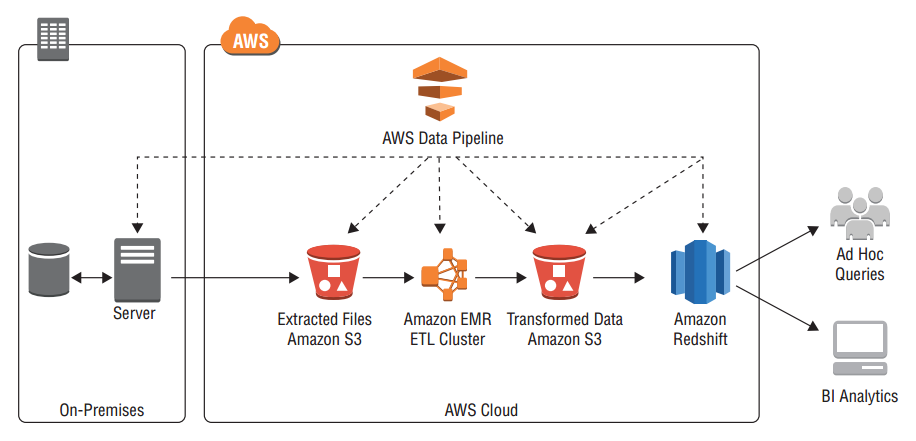 AWS
AWS Data Pipeline
Server
Extracted Files
Amazon S3
Amazon EMR
ETL Cluster
Transformed Data
Amazon S3
Amazon
Redshift
Ad Hoc
Queries
BI Analytics
On-Premises
AWS Cloud